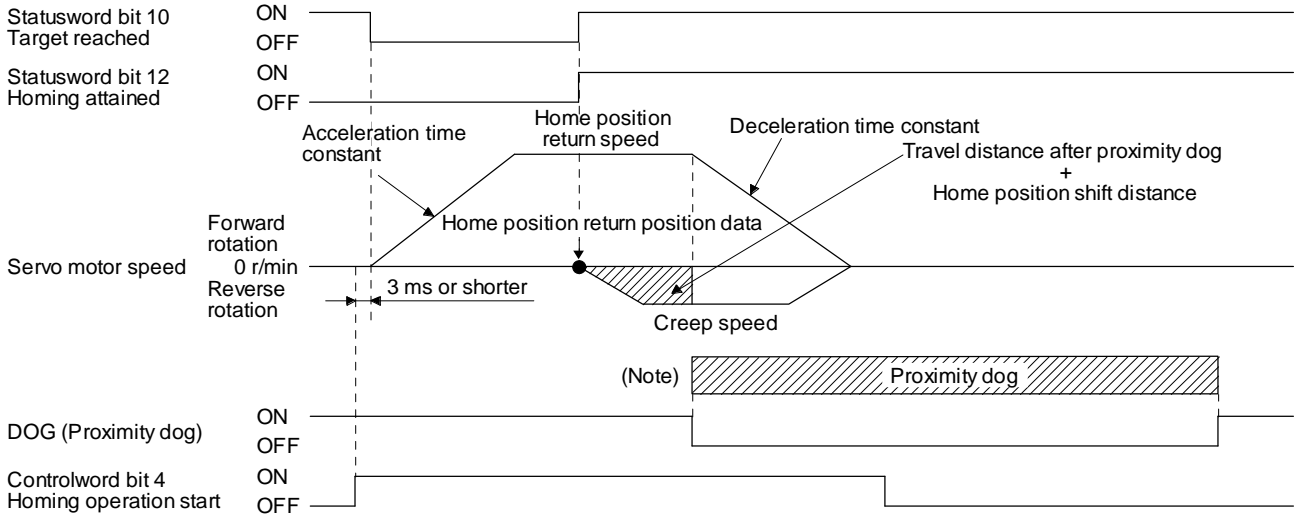 Statusword bit 10
Target reached
ON
OFF
Statusword bit 12
Homing attained
ON
OFF
Acceleration time
constant
Home position
return speed
Deceleration time constant
Travel distance after proximity dog
+
Home position shift distance
Home position return position data
Forward
rotation
Servo motor speed
0 r/min
Reverse
rotation
3 ms or shorter
Creep speed
(Note)
Proximity dog
DOG (Proximity dog)
ON
OFF
Controlword bit 4
Homing operation start
ON
OFF